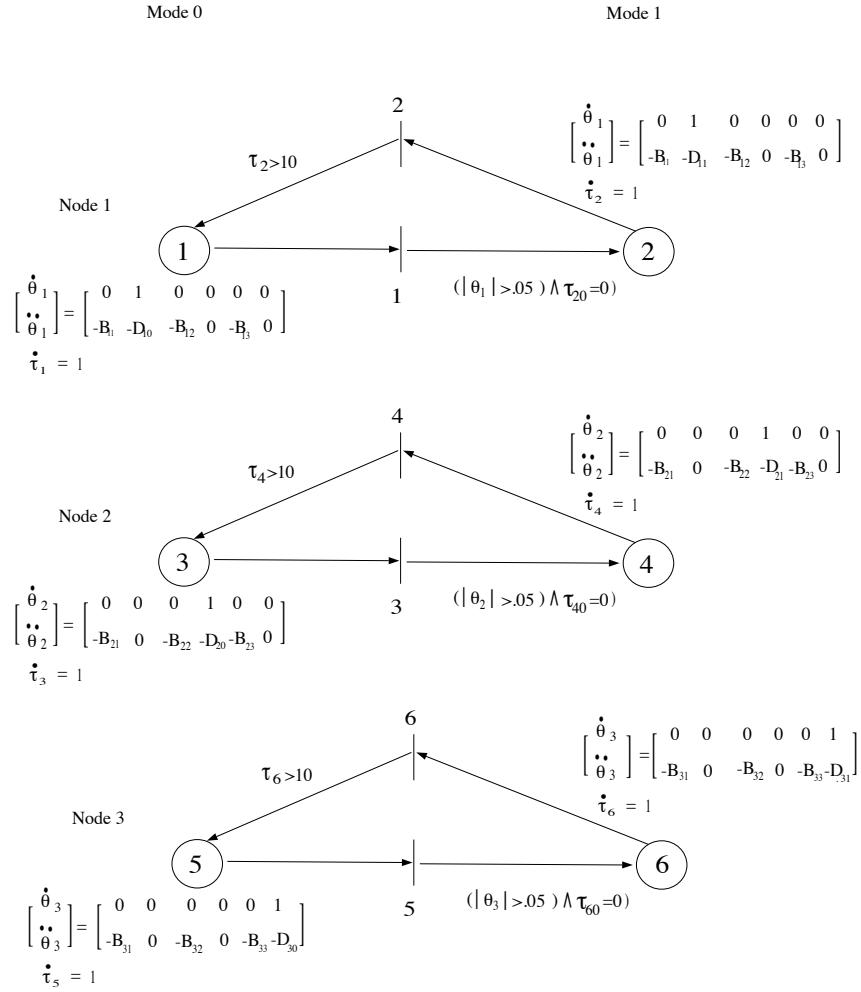 Mode 0 Mode 1
2
τ₂>10
[ θ̇ ₁ θ̈ ₁ ] = [ 0 1 0 0 0 0
-B₁₁ -D₁₁ -B₁₂ 0 -B₁₃ 0 ]
τ̇₂ = 1
Node 1
1 2
1
(|θ₁|>.05) Λ τ₂₀=0)
[ θ̇ ₁ θ̈ ₁ ] = [ 0 1 0 0 0 0
-B₁₁ -D₁₀ -B₁₂ 0 -B₁₃ 0 ]
τ̇₁ = 1
4
τ₄>10
[ θ̇ ₂ θ̈ ₂ ] = [ 0 0 0 1 0 0
-B₂₁ 0 -B₂₂ -D₂₁ -B₂₃ 0 ]
τ̇₄ = 1
Node 2
3 4
3
(|θ₂|>.05) Λ τ₄₀=0)
[ θ̇ ₂ θ̈ ₂ ] = [ 0 0 0 1 0 0
-B₂₁ 0 -B₂₂ -D₂₀ -B₂₃ 0 ]
τ̇₃ = 1
6
τ₆>10
[ θ̇ ₃ θ̈ ₃ ] = [ 0 0 0 0 0 1
-B₃₁ 0 -B₃₂ 0 -B₃₃ -D₃₁ ]
τ̇₆ = 1
Node 3
5 6
5
(|θ₃|>.05) Λ τ₆₀=0)
[ θ̇ ₃ θ̈ ₃ ] = [ 0 0 0 0 0 1
-B₃₁ 0 -B₃₂ 0 -B₃₃ -D₃₀ ]
τ̇₅ = 1